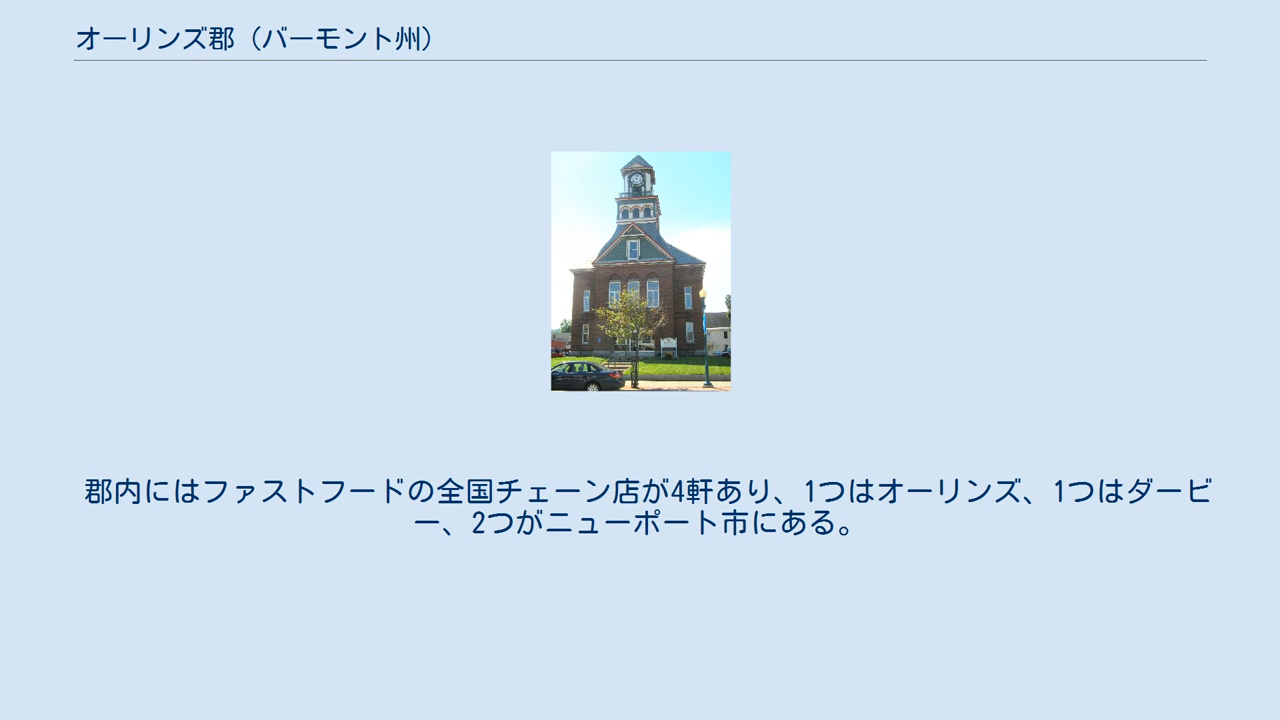 オーリンズ郡（バーモント州）
郡内にはファストフードの全国チェーン店が4軒あり、1つはオーリンズ、1つはダービ
ー、2つがニューポート市にある。